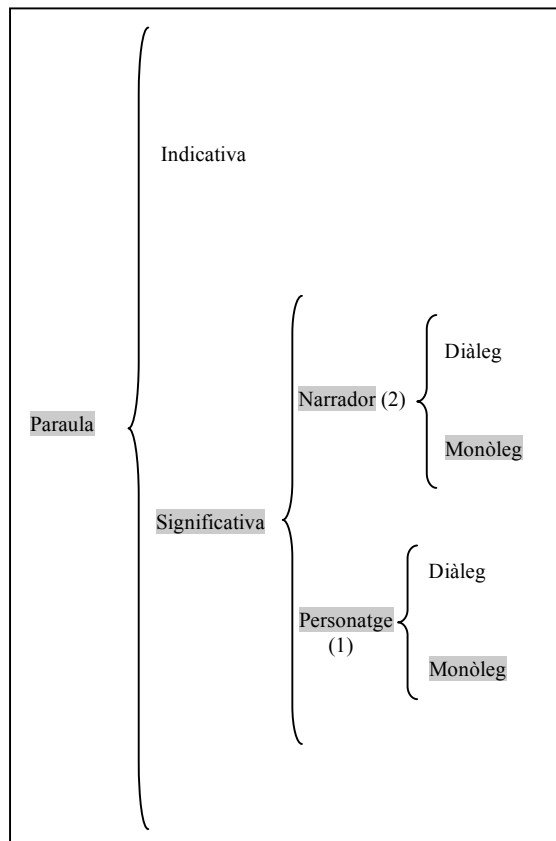 Indicativa
Paraula
Significativa
Narrador (2)
Diàleg
Monòleg
Personatge
(1)
Diàleg
Monòleg